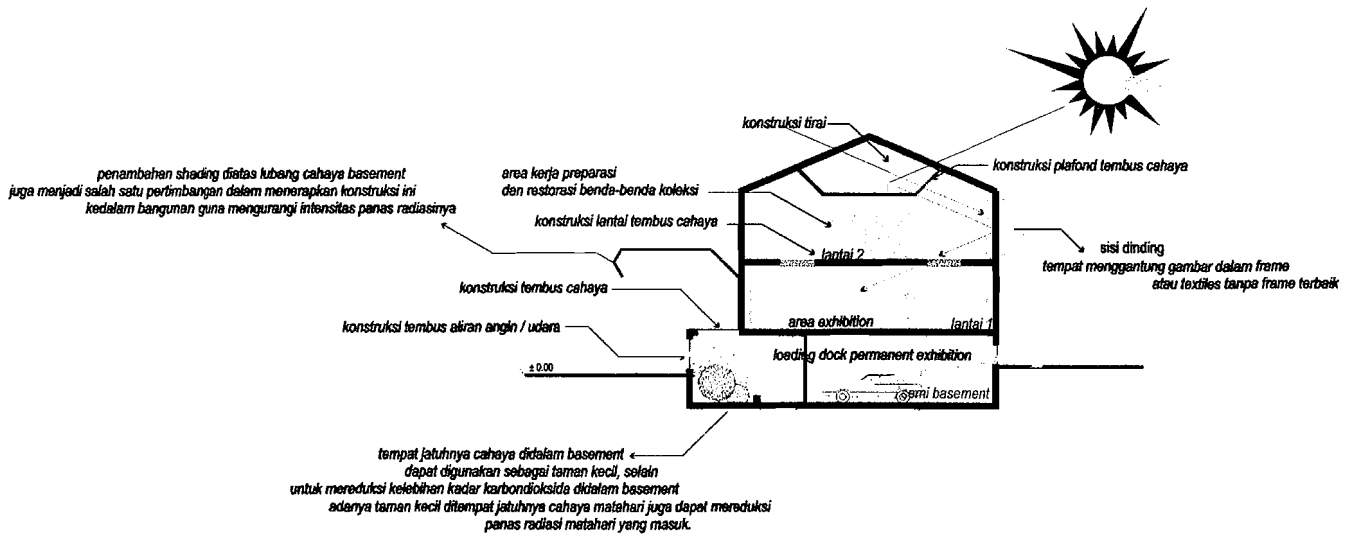 konstruksi tirai
konstruksi plafond tembus cahaya
penambahan shading diatas lubang cahaya basement
juga menjadi salah satu pertimbangan dalam menerapkan konstruksi ini
kedalam bangunan guna mengurangi intensitas panas radiasinya
area kerja preparasi
dan restorasi benda-benda koleksi
konstruksi lantai tembus cahaya
lantai 2
sisi dinding
tempat menggantung gambar dalam frame
atau textiles tanpa frame terbaik
konstruksi tembus cahaya
konstruksi tembus aliran angin / udara
area exhibition
lantai 1
loading dock permanent exhibition
± 0.00
semi basement
tempat jatuhnya cahaya didalam basement
dapat digunakan sebagai taman kecil, selain
untuk mereduksi kelebihan kadar karbondioksida didalam basement
adanya taman kecil ditempat jatuhnya cahaya matahari juga dapat mereduksi
panas radiasi matahari yang masuk.